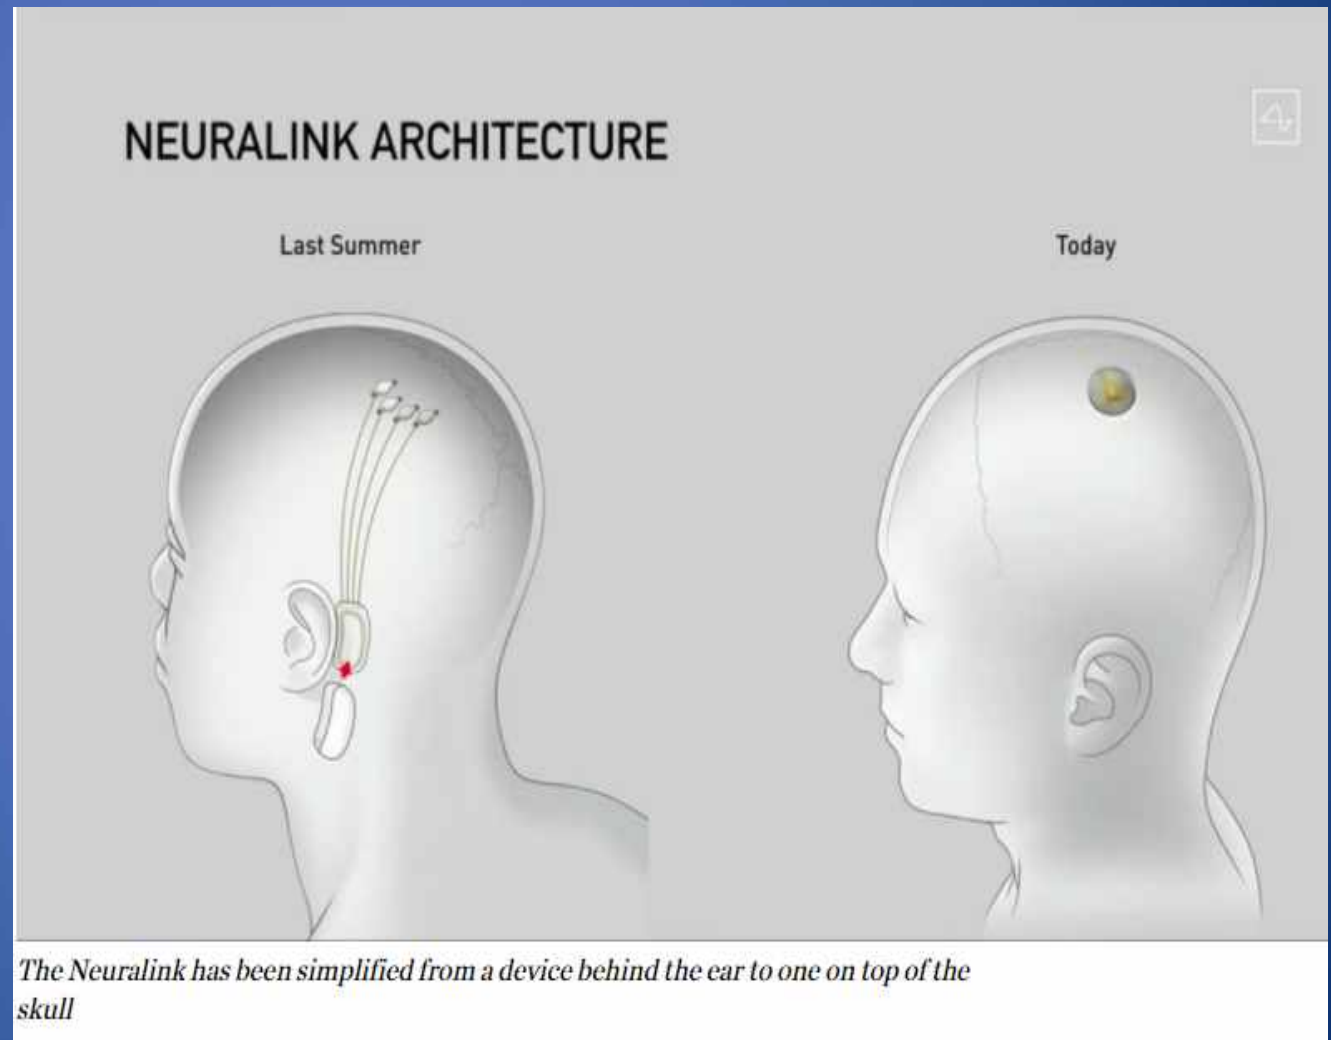 NEURALINK ARCHITECTURE
Last Summer
Today
The Neuralink has been simplified from a device behind the ear to one on top of the
skull